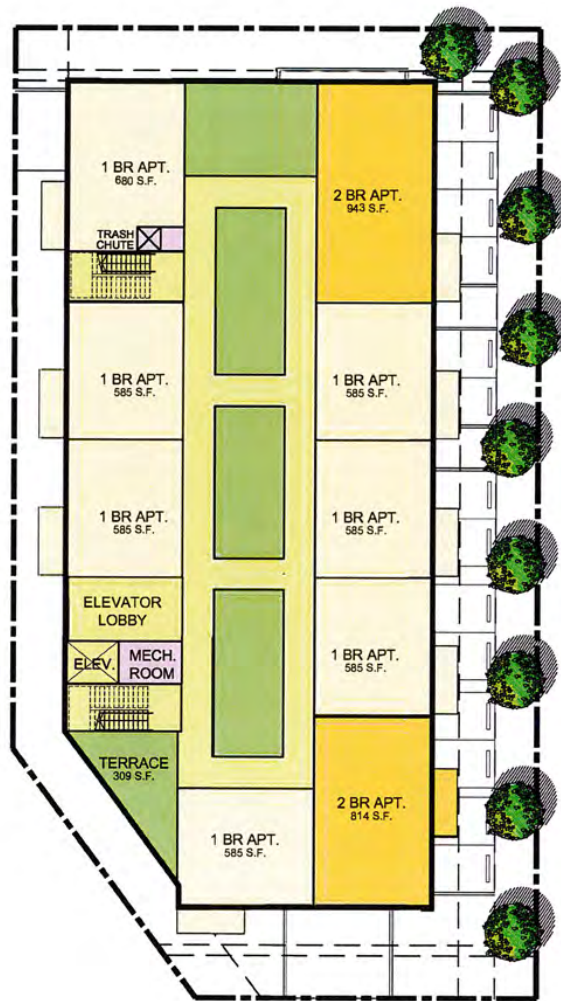 1 BR APT.
680 S.F.
TRASH
CHUTE
2 BR APT.
943 S.F.
1 BR APT.
585 S.F.
1 BR APT.
585 S.F.
1 BR APT.
585 S.F.
1 BR APT.
585 S.F.
ELEVATOR
LOBBY
ELEV.
MECH.
ROOM
1 BR APT.
585 S.F.
TERRACE
309 S.F.
1 BR APT.
585 S.F.
2 BR APT.
814 S.F.